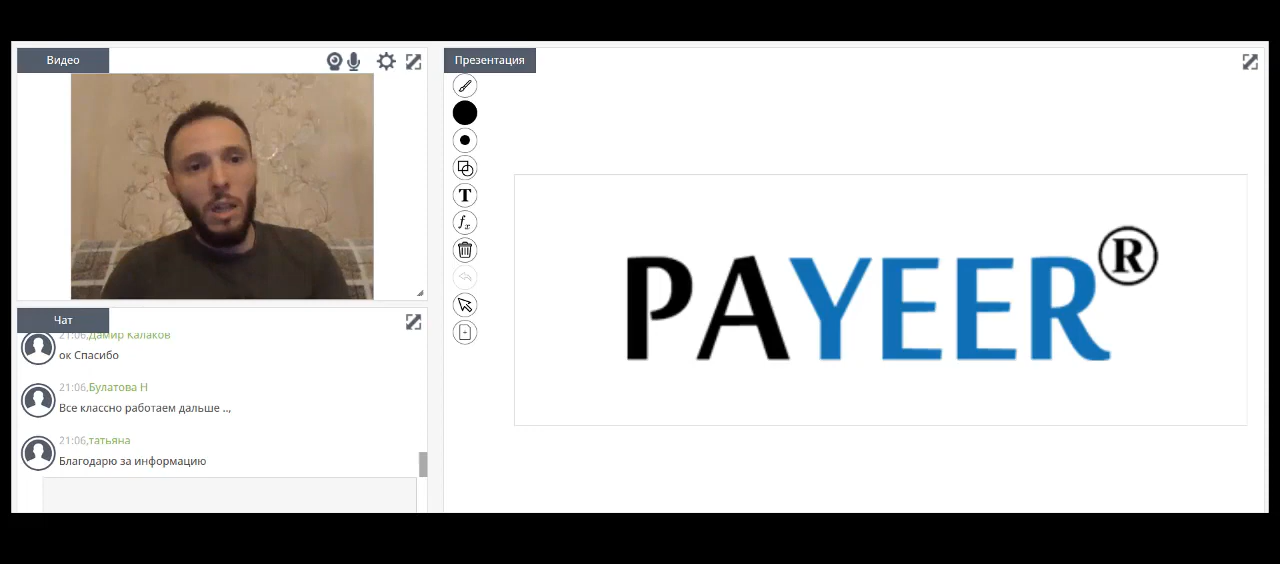 Видео
Презентация
T
fx
PAYEER®
Чат
21:06,Дамир Калаков
ок Спасибо
21:06,Булатова Н
Все классно работаем дальше ..,
21:06,татьяна
Благодарю за информацию